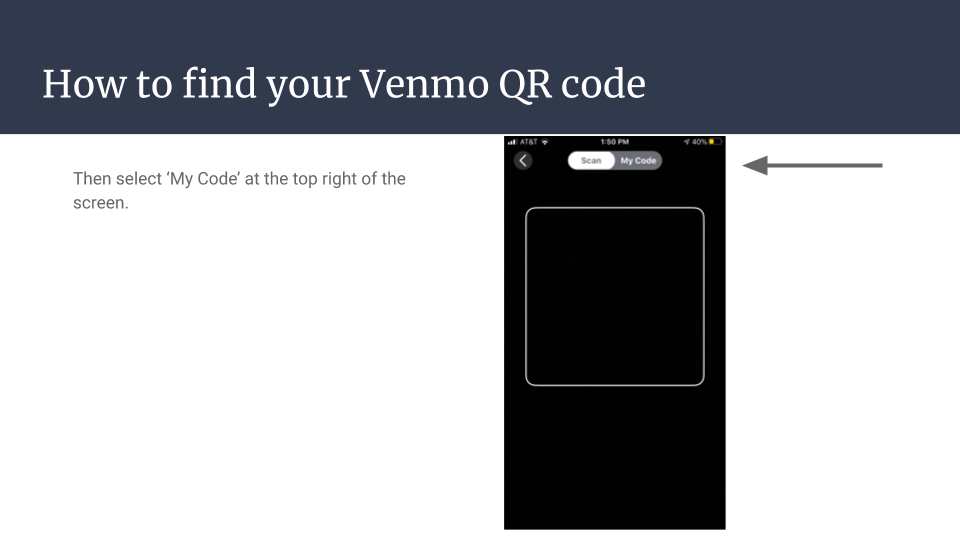 How to find your Venmo QR code
Then select ‘My Code’ at the top right of the
screen.
AT&T 1:50 PM 40%
Scan My Code